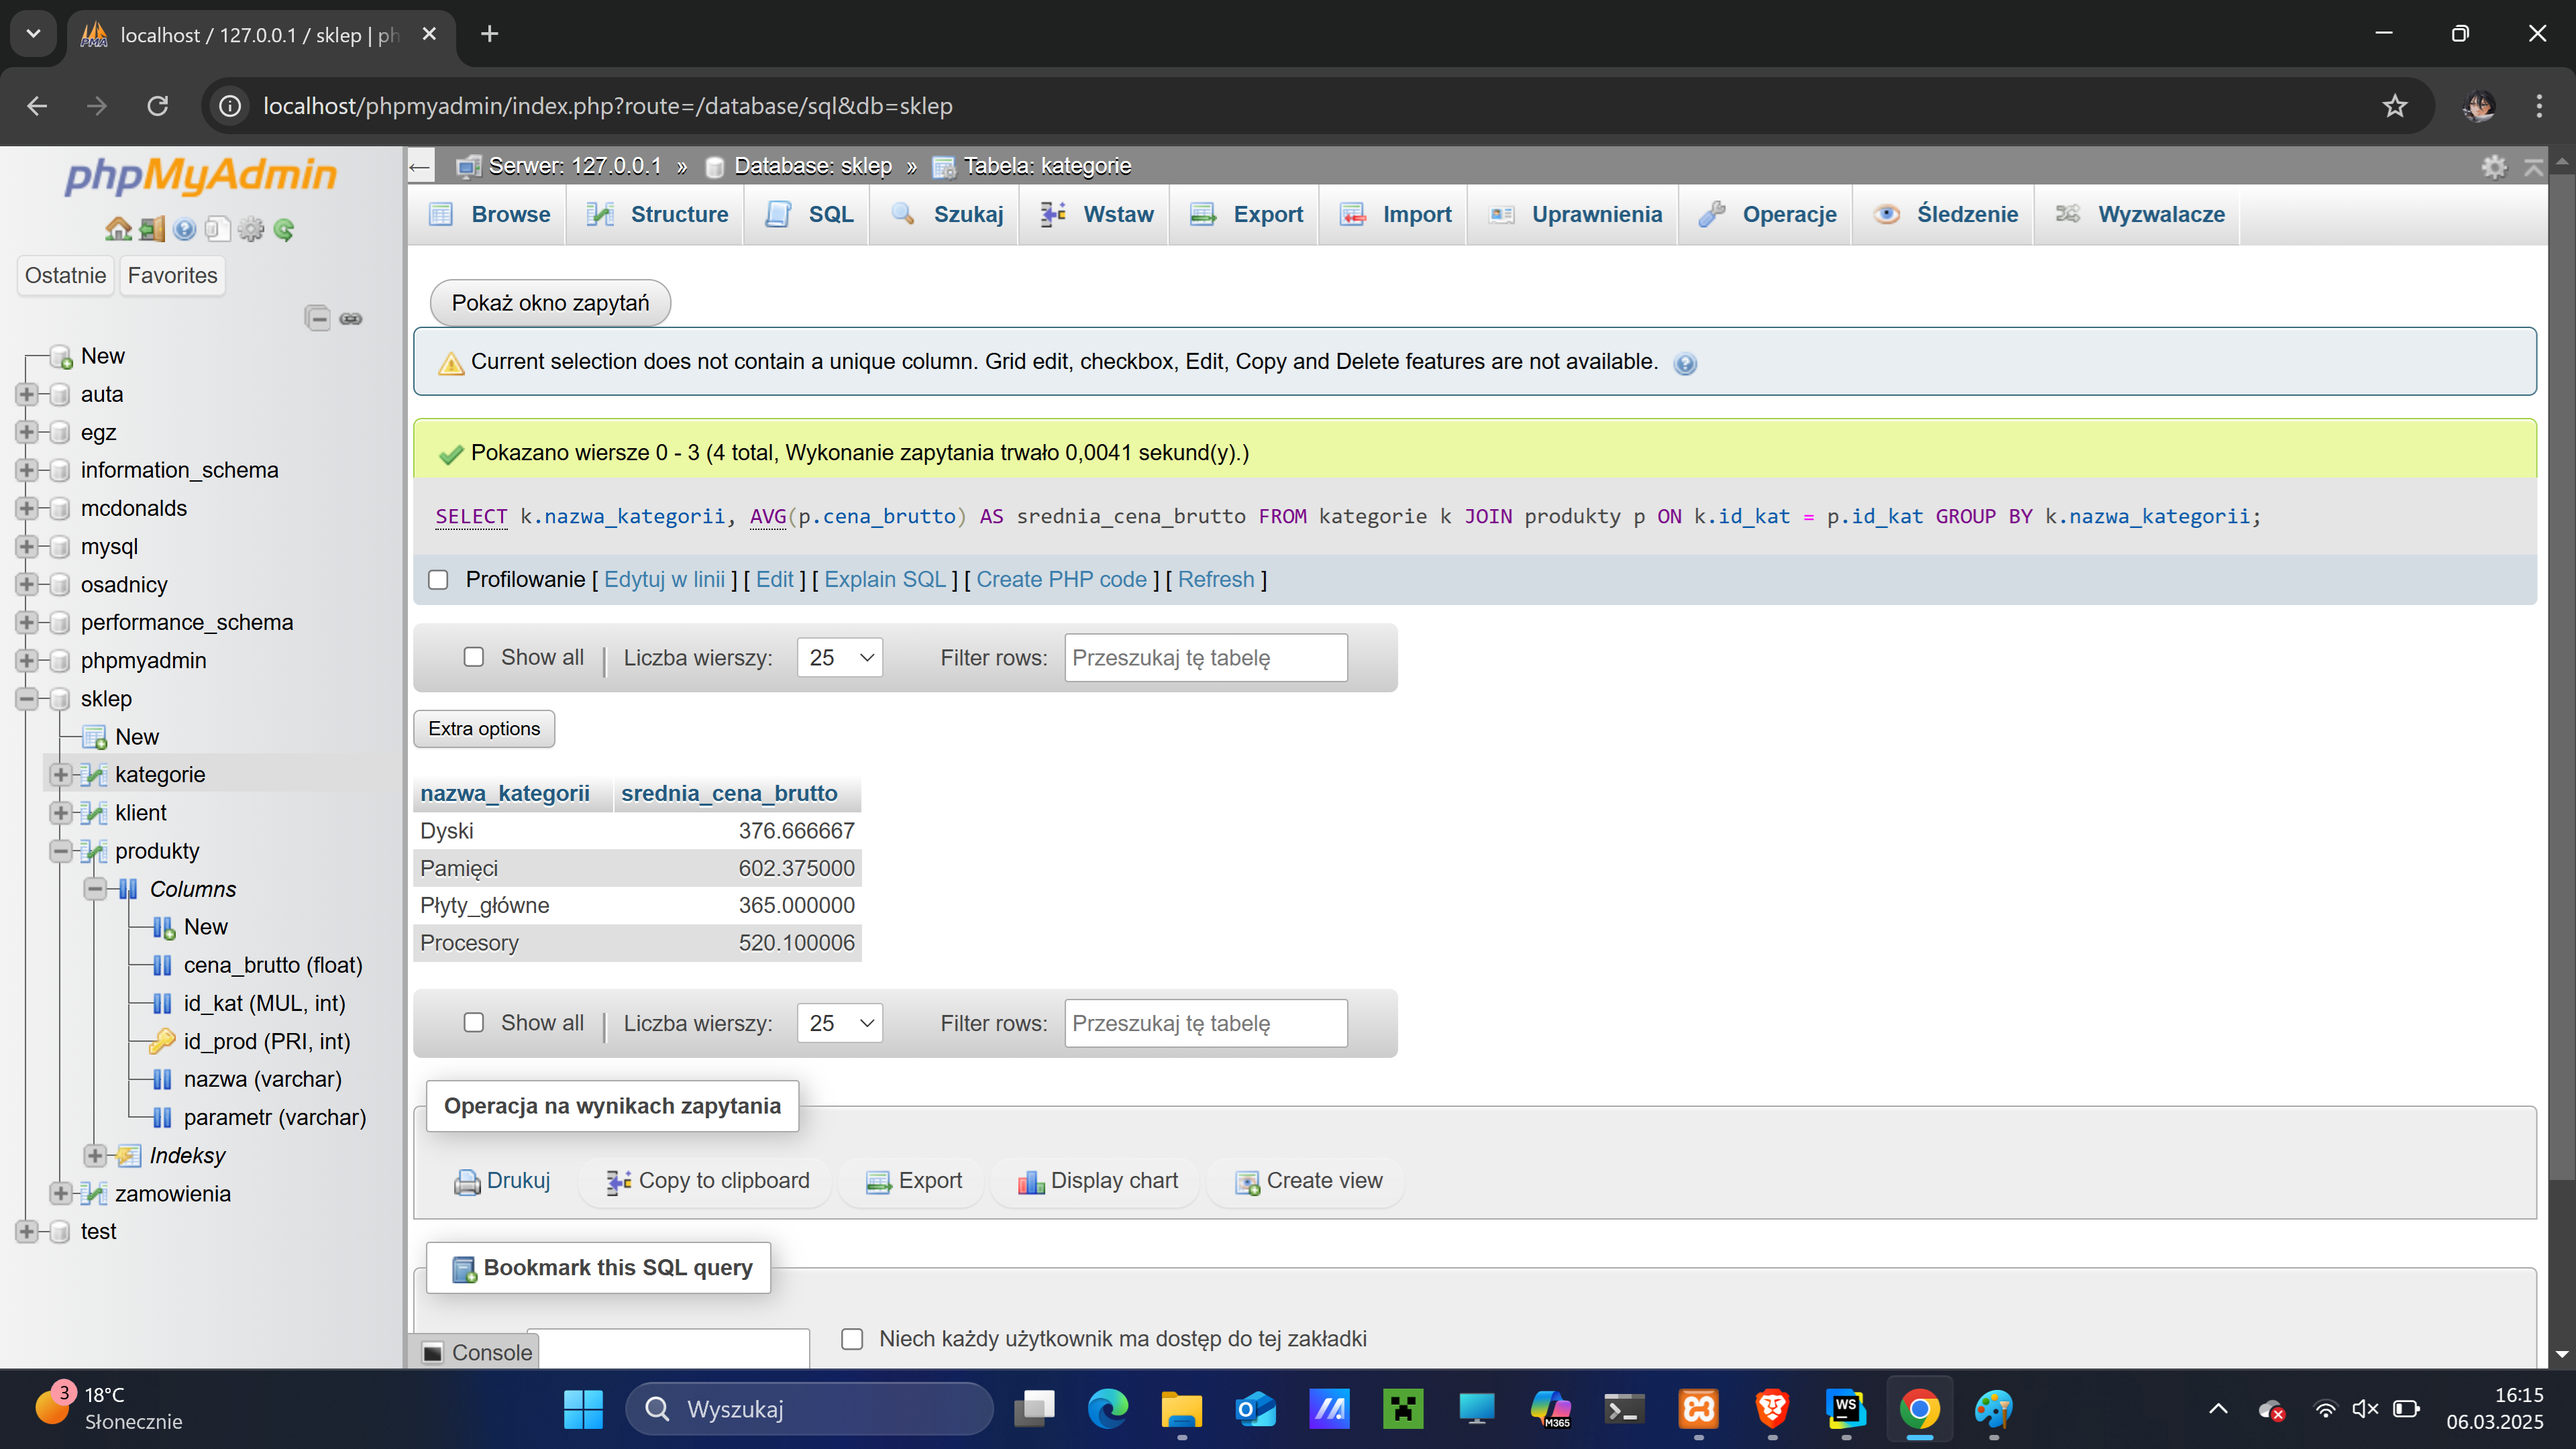 localhost / 127.0.0.1 / sklep | ph
localhost/phpmyadmin/index.php?route=/database/sql&db=sklep
phpMyAdmin
Ostatnie Favorites
New
auta
egz
information_schema
mcdonalds
mysql
osadnicy
performance_schema
phpmyadmin
sklep
New
kategorie
klient
produkty
Columns
New
cena_brutto (float)
id_kat (MUL, int)
id_prod (PRI, int)
nazwa (varchar)
parametr (varchar)
Indeksy
zamowienia
test
Serwer: 127.0.0.1 » Database: sklep » Tabela: kategorie
Browse Structure SQL Szukaj Wstaw Export Import Uprawnienia Operacje Śledzenie Wyzwalacze
Pokaż okno zapytań
Current selection does not contain a unique column. Grid edit, checkbox, Edit, Copy and Delete features are not available.
Pokazano wiersze 0 - 3 (4 total, Wykonanie zapytania trwało 0,0041 sekund(y).)
SELECT k.nazwa_kategorii, AVG(p.cena_brutto) AS srednia_cena_brutto FROM kategorie k JOIN produkty p ON k.id_kat = p.id_kat GROUP BY k.nazwa_kategorii;
Profilowanie [ Edytuj w linii ] [ Edit ] [ Explain SQL ] [ Create PHP code ] [ Refresh ]
Show all | Liczba wierszy: 25 Filter rows: Przeszukaj tę tabelę
Extra options
nazwa_kategorii srednia_cena_brutto
Dyski 376.666667
Pamięci 602.375000
Płyty_główne 365.000000
Procesory 520.100006
Show all | Liczba wierszy: 25 Filter rows: Przeszukaj tę tabelę
Operacja na wynikach zapytania
Drukuj Copy to clipboard Export Display chart Create view
Bookmark this SQL query
Niech każdy użytkownik ma dostęp do tej zakładki
Console
3
18°C
Słonecznie
Wyszukaj
M365
WS
16:15
06.03.2025